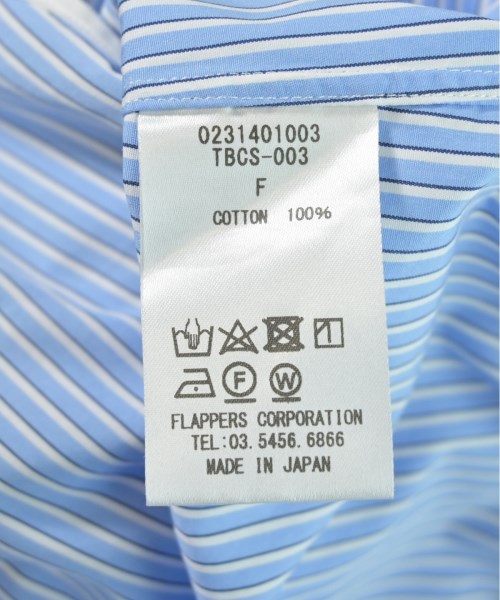 0231401003
TBCS-003
F
COTTON 100%
F W
FLAPPERS CORPORATION
TEL:03.5456.6866
MADE IN JAPAN